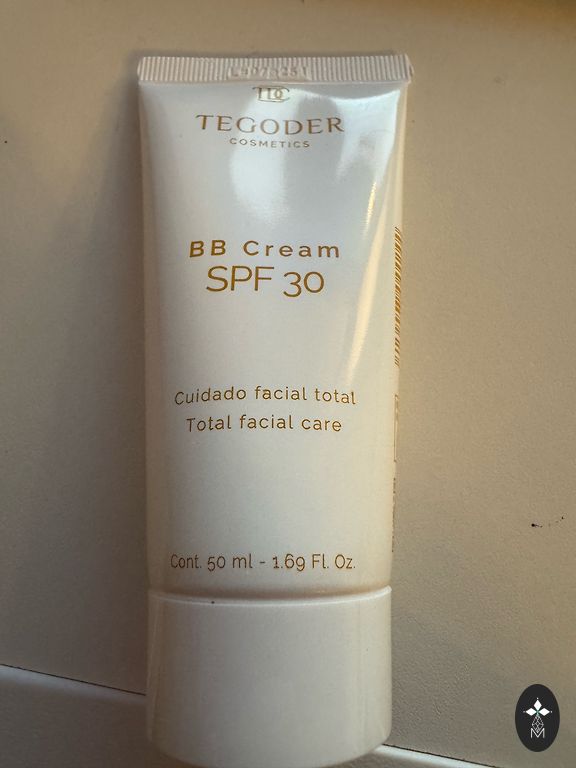 TDC
TEGODER
COSMETICS
BB Cream
SPF 30
Cuidado facial total
Total facial care
Cont. 50 ml - 1.69 Fl. Oz.
M